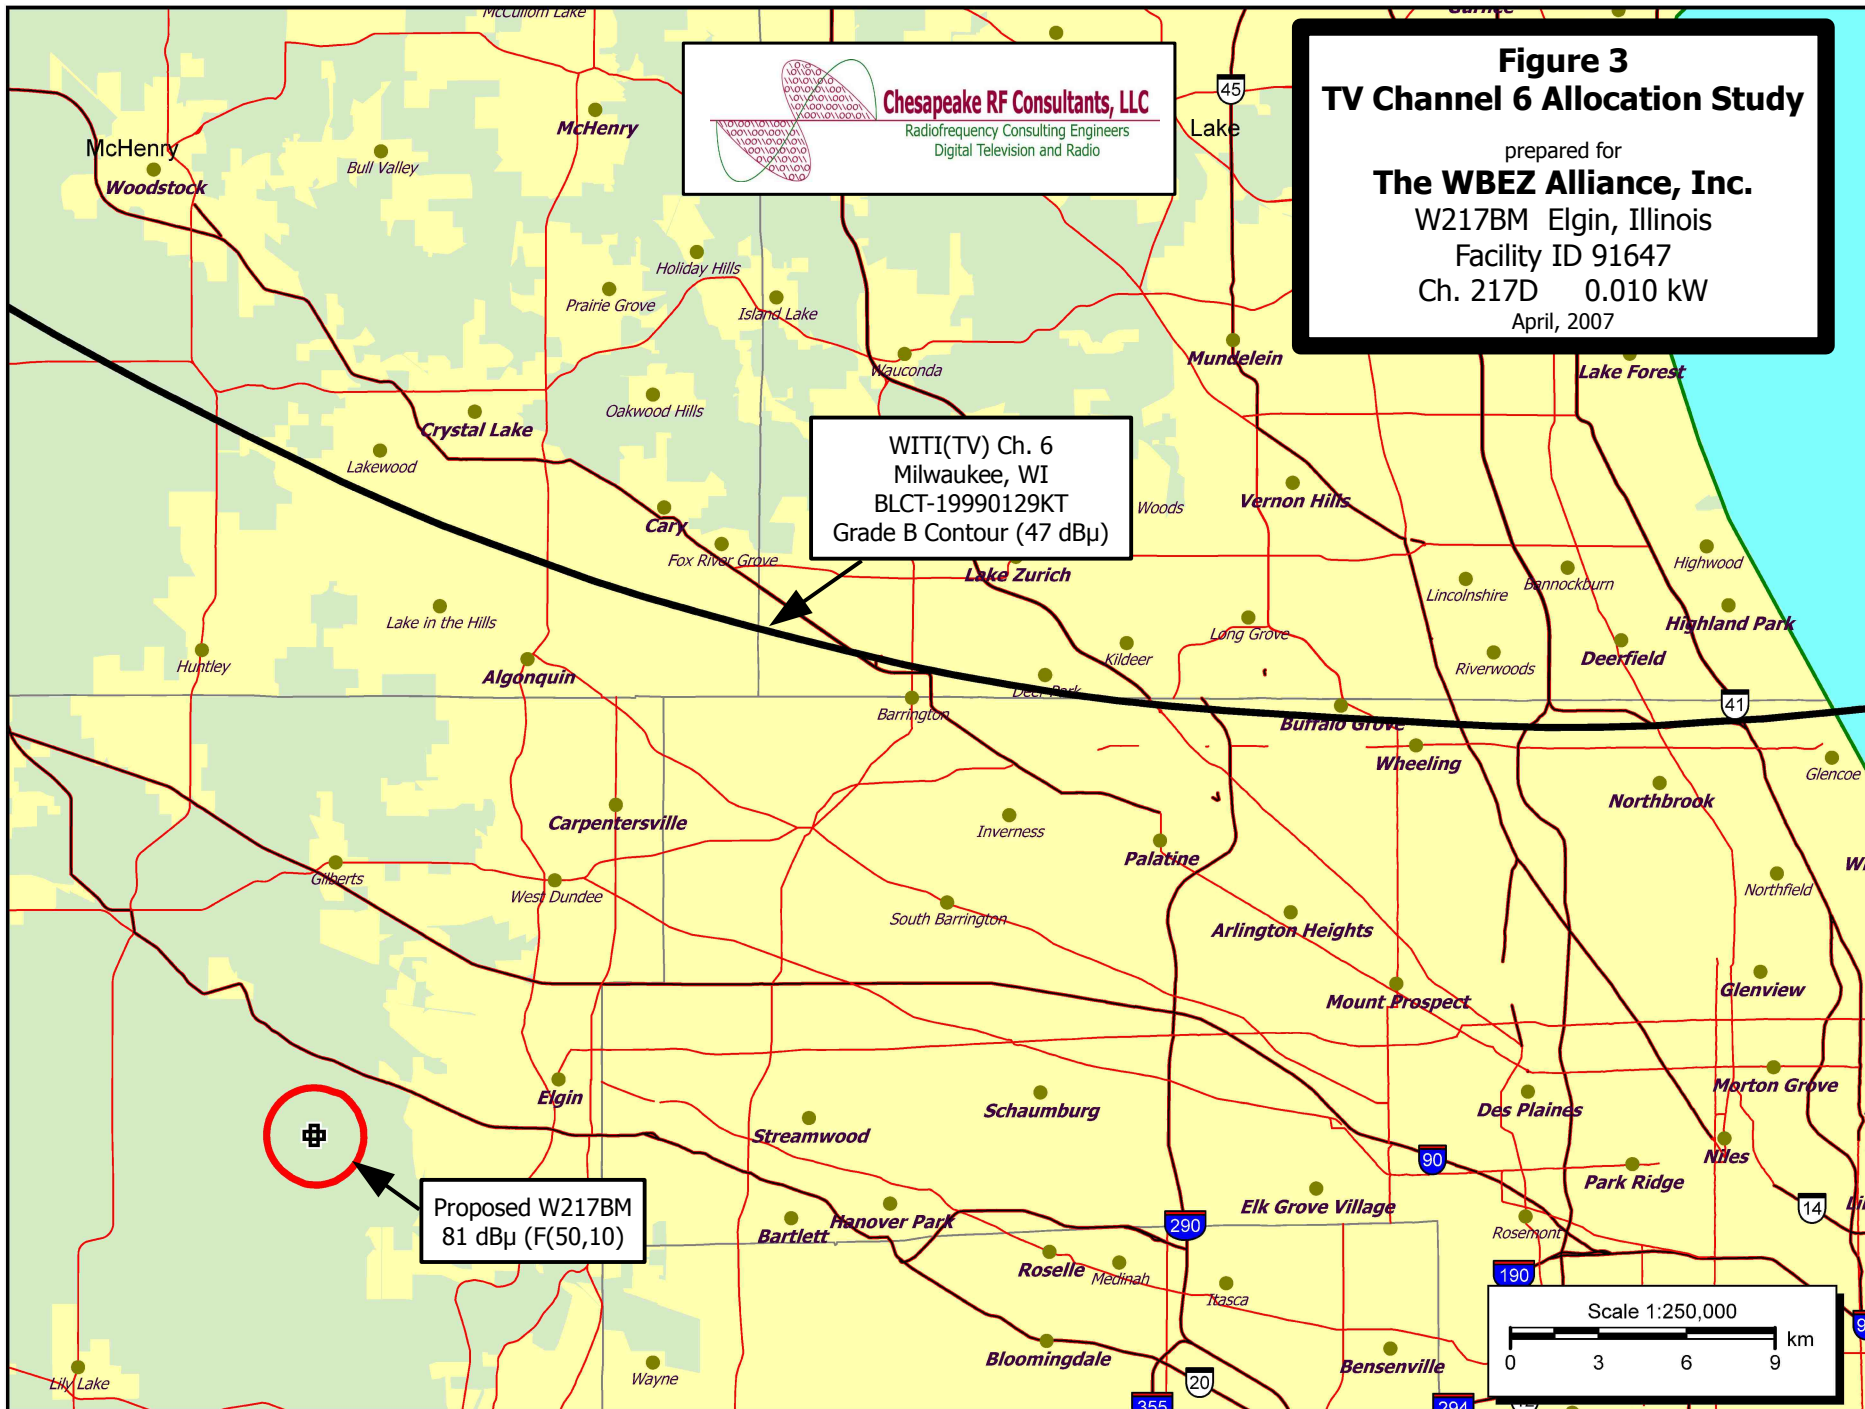 McCullom Lake
Gurnee
Figure 3
TV Channel 6 Allocation Study
prepared for
The WBEZ Alliance, Inc.
W217BM Elgin, Illinois
Facility ID 91647
Ch. 217D 0.010 kW
April, 2007
Chesapeake RF Consultants, LLC
Radiofrequency Consulting Engineers
Digital Television and Radio
45
Lake
McHenry
McHenry
Woodstock
Bull Valley
Holiday Hills
Prairie Grove
Island Lake
Wauconda
Mundelein
Lake Forest
Oakwood Hills
Crystal Lake
Lakewood
WITI(TV) Ch. 6
Milwaukee, WI
BLCT-19990129KT
Grade B Contour (47 dBµ)
Woods
Vernon Hills
Cary
Fox River Grove
Lake Zurich
Highwood
Bannockburn
Lincolnshire
Highland Park
Lake in the Hills
Long Grove
Kildeer
Riverwoods
Deerfield
Huntley
Algonquin
Deer Park
41
Barrington
Buffalo Grove
Wheeling
Glencoe
Northbrook
Carpentersville
Inverness
Palatine
Gilberts
West Dundee
Northfield
South Barrington
Arlington Heights
Glenview
Mount Prospect
Elgin
Schaumburg
Streamwood
Des Plaines
Morton Grove
Niles
90
Park Ridge
Proposed W217BM
81 dBµ (F(50,10)
Elk Grove Village
14
Hanover Park
Bartlett
290
Rosemont
Roselle
Medinah
190
Itasca
Scale 1:250,000
km
0 3 6 9
Bloomingdale
Bensenville
Lily Lake
Wayne
20
355
294